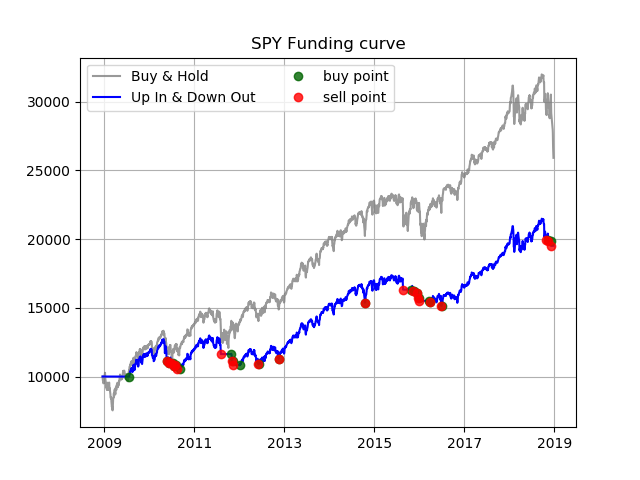 SPY Funding curve
Buy & Hold
Up In & Down Out
buy point
sell point
30000
25000
20000
15000
10000
2009 2011 2013 2015 2017 2019